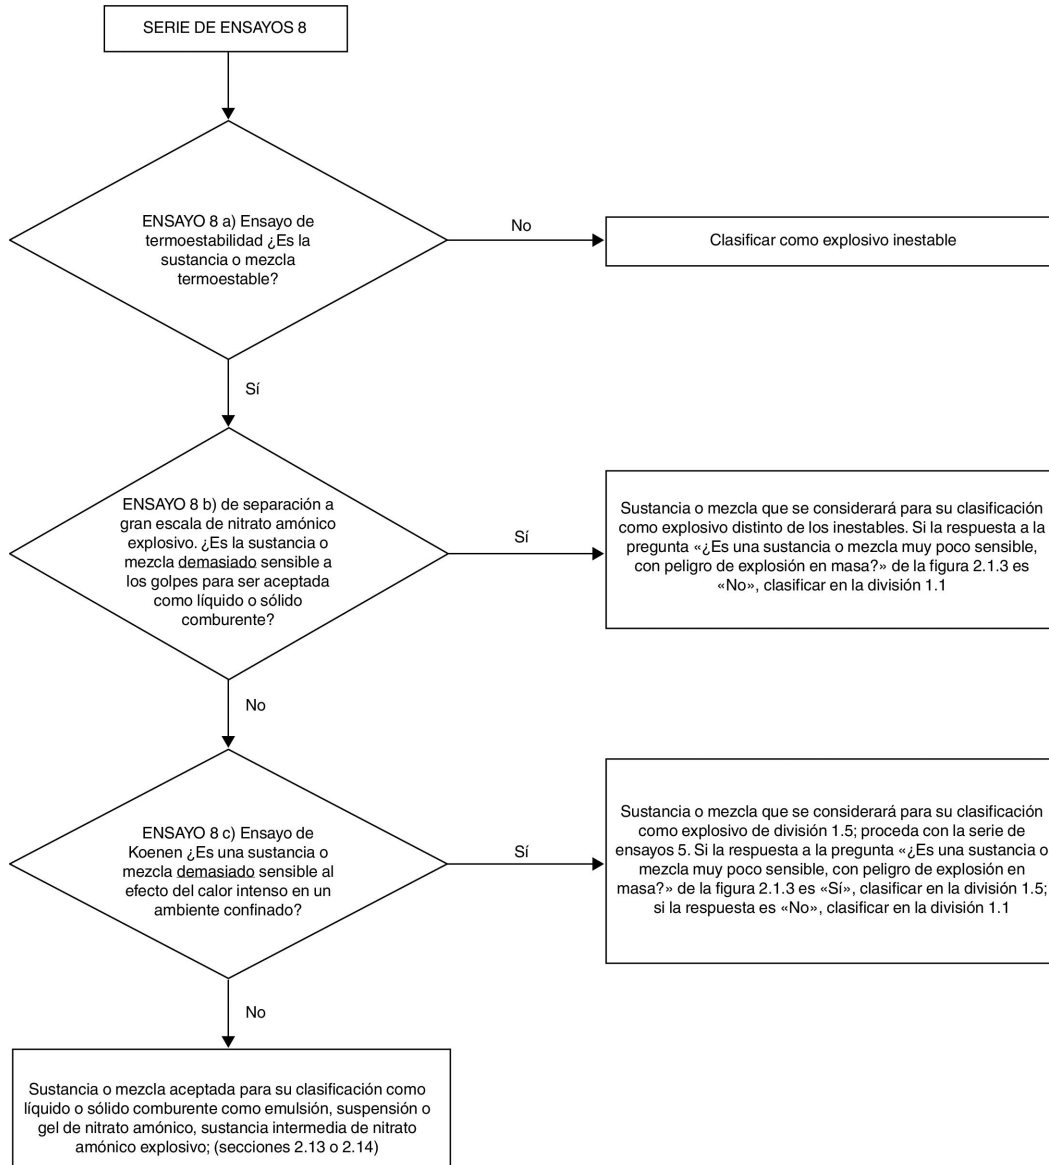 SERIE DE ENSAYOS 8
ENSAYO 8 a) Ensayo de
termoestabilidad ¿Es la
sustancia o mezcla
termoestable?
No
Clasificar como explosivo inestable
Sí
ENSAYO 8 b) de separación a
gran escala de nitrato amónico
explosivo. ¿Es la sustancia o
mezcla demasiado sensible a
los golpes para ser aceptada
como líquido o sólido
comburente?
Sí
Sustancia o mezcla que se considerará para su clasificación
como explosivo distinto de los inestables. Si la respuesta a la
pregunta «¿Es una sustancia o mezcla muy poco sensible,
con peligro de explosión en masa?» de la figura 2.1.3 es
«No», clasificar en la división 1.1
No
ENSAYO 8 c) Ensayo de
Koenen ¿Es una sustancia o
mezcla demasiado sensible al
efecto del calor intenso en un
ambiente confinado?
Sí
Sustancia o mezcla que se considerará para su clasificación
como explosivo de división 1.5; proceda con la serie de
ensayos 5. Si la respuesta a la pregunta «¿Es una sustancia o
mezcla muy poco sensible, con peligro de explosión en
masa?» de la figura 2.1.3 es «Sí», clasificar en la división 1.5;
si la respuesta es «No», clasificar en la división 1.1
No
Sustancia o mezcla aceptada para su clasificación como
líquido o sólido comburente como emulsión, suspensión o
gel de nitrato amónico, sustancia intermedia de nitrato
amónico explosivo; (secciones 2.13 o 2.14)